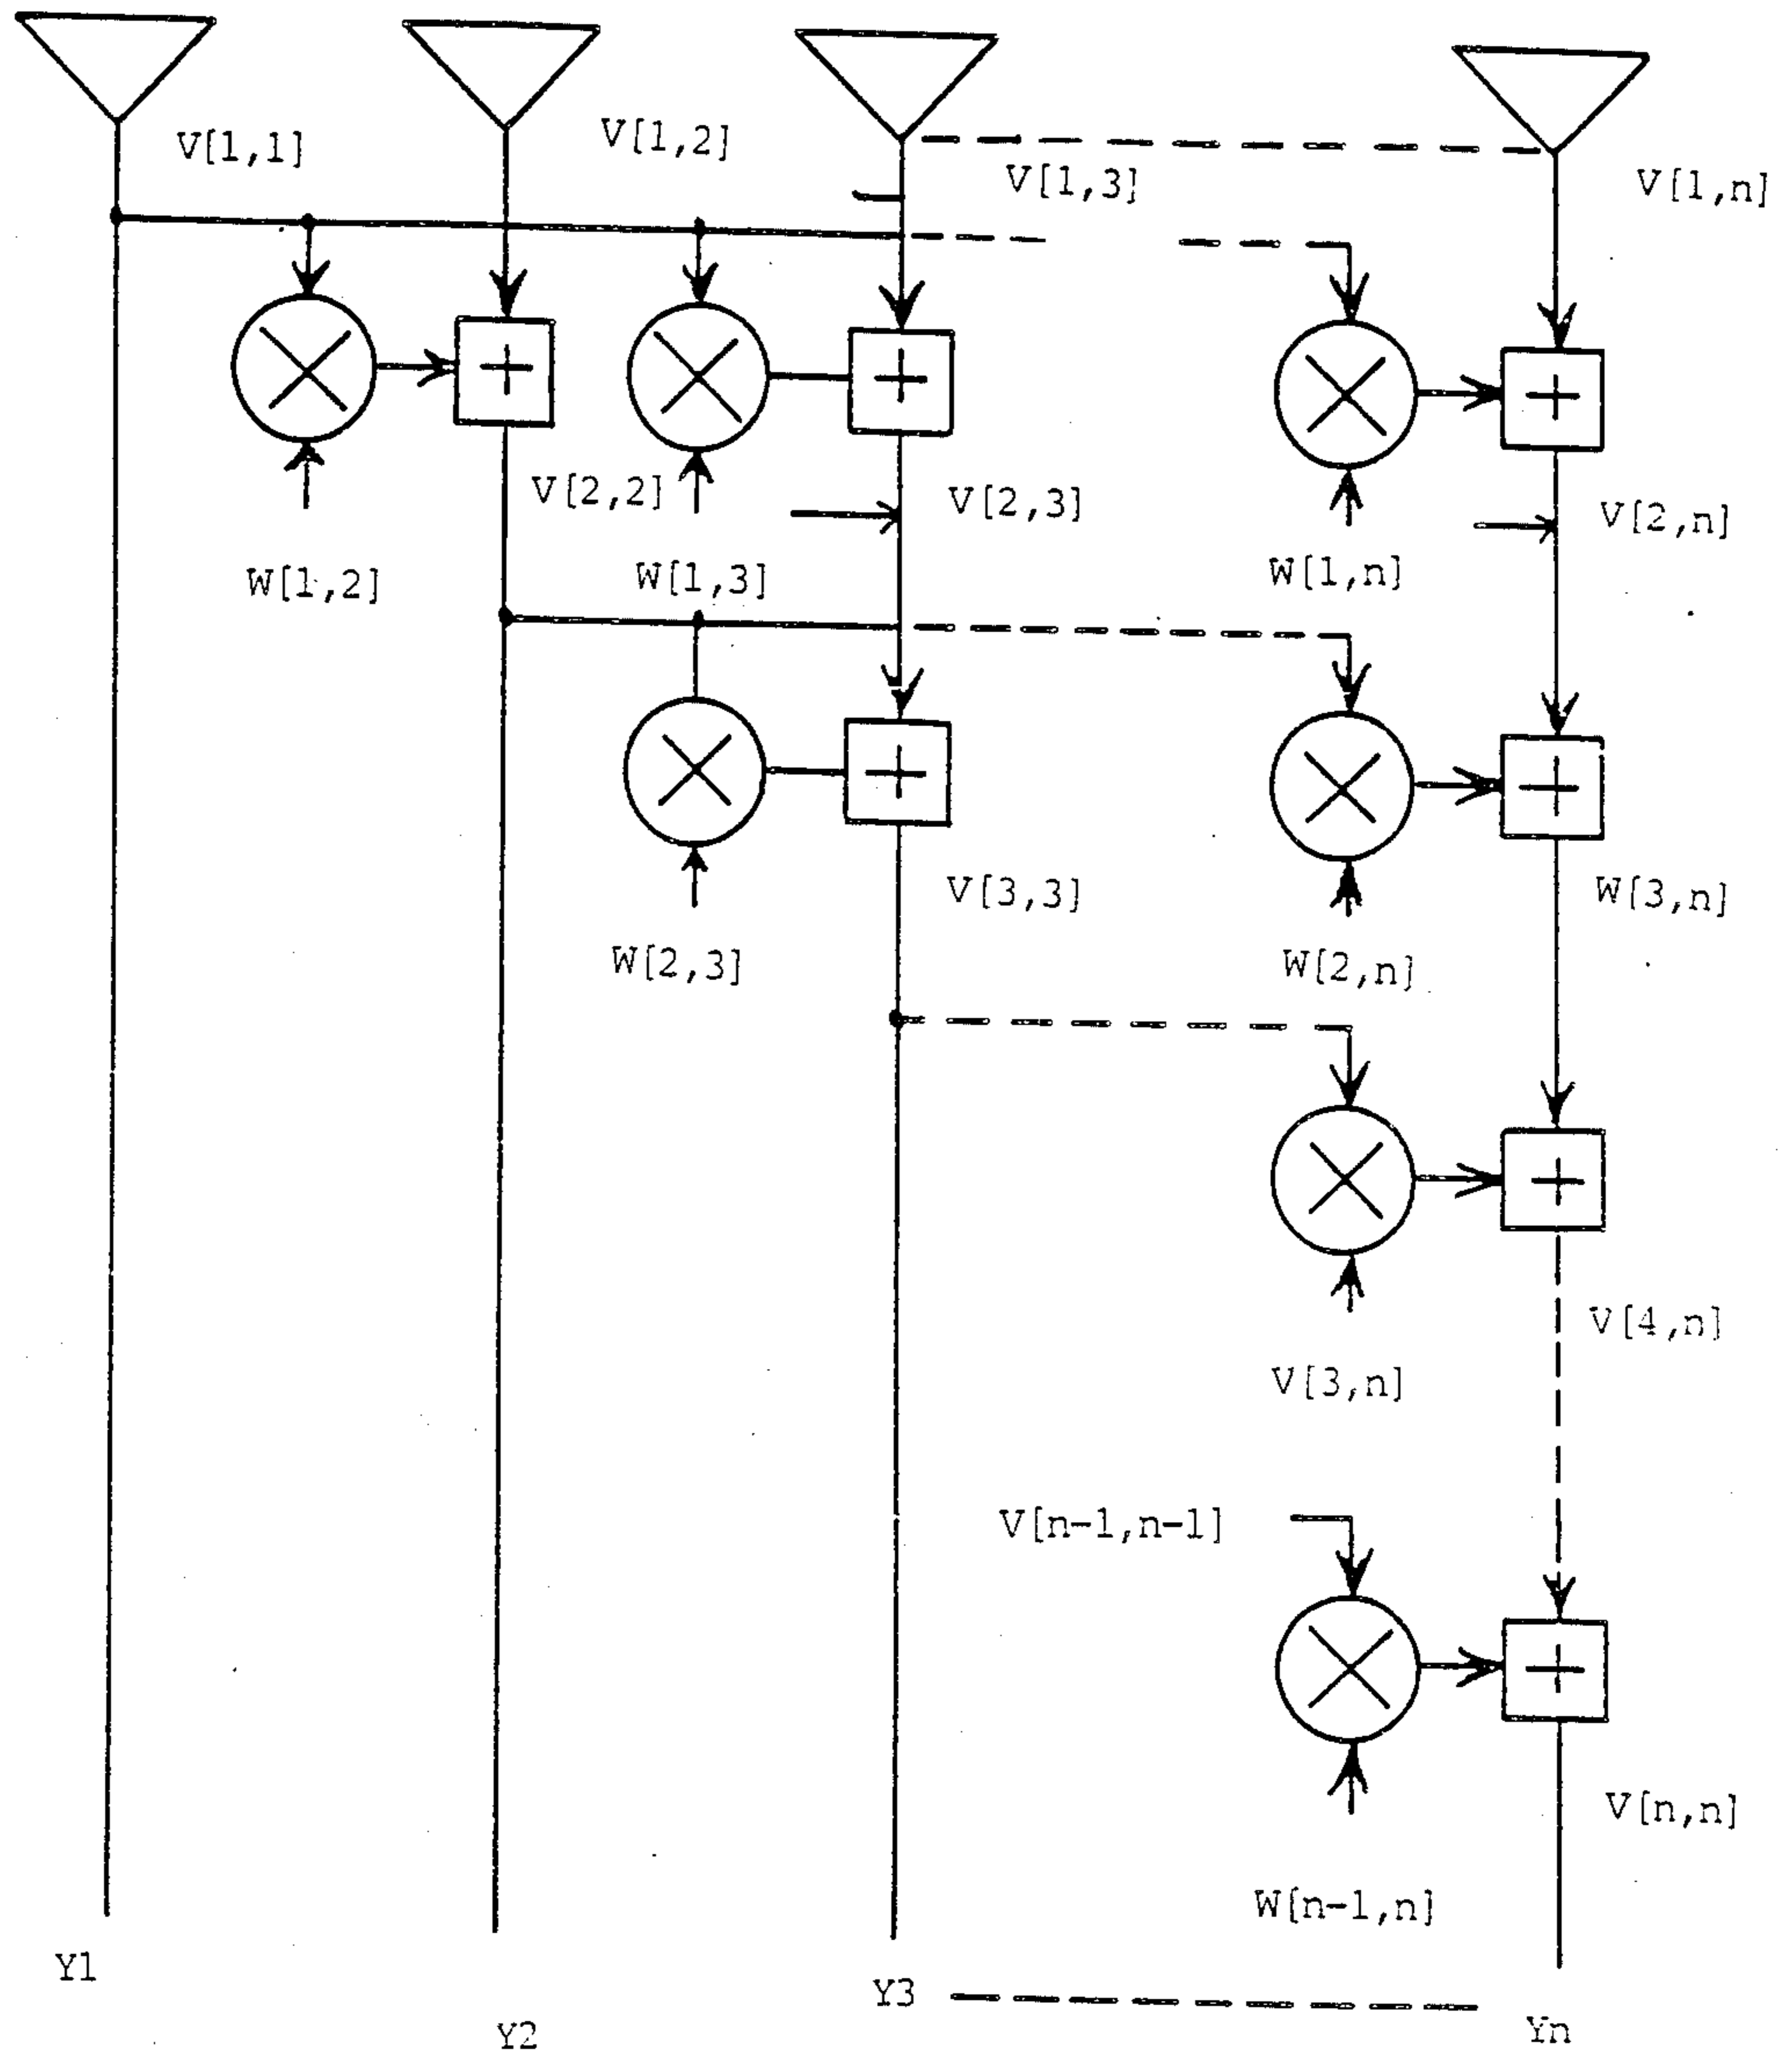 V[1,1]
V[1,2]
V[1,3]
V[1,n]
V[2,2]
V[2,3]
V[2,n]
W[1,2]
W[1,3]
W[1,n]
V[3,3]
W[3,n]
W[2,3]
W[2,n]
V[4,n]
V[3,n]
V[n-1,n-1]
V[n,n]
W[n-1,n]
Y1
Y2
Y3
Yn